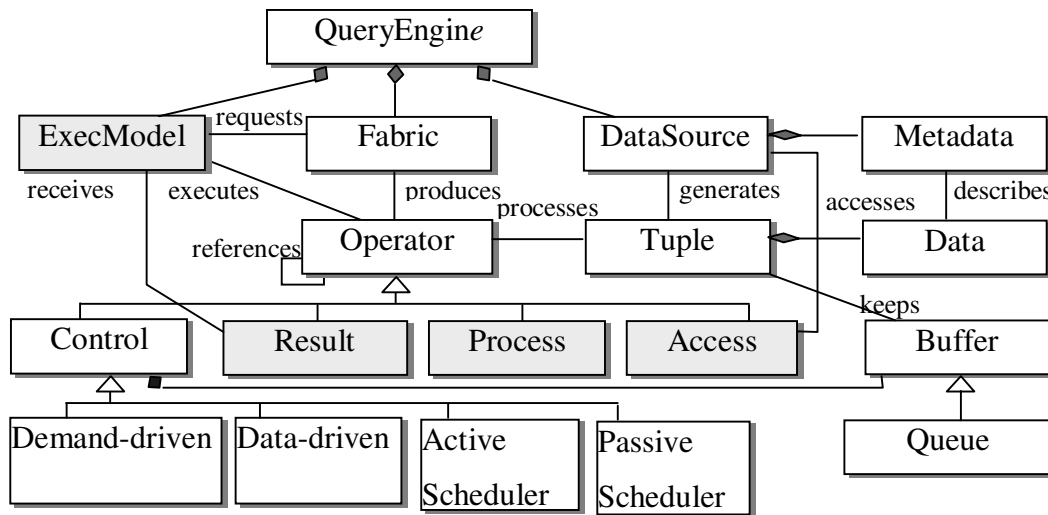 QueryEngine
requests
ExecModel
Fabric
DataSource
Metadata
receives
executes
produces
generates
accesses
describes
processes
references
Operator
Tuple
Data
keeps
Control
Result
Process
Access
Buffer
Demand-driven
Data-driven
Active
Scheduler
Passive
Scheduler
Queue